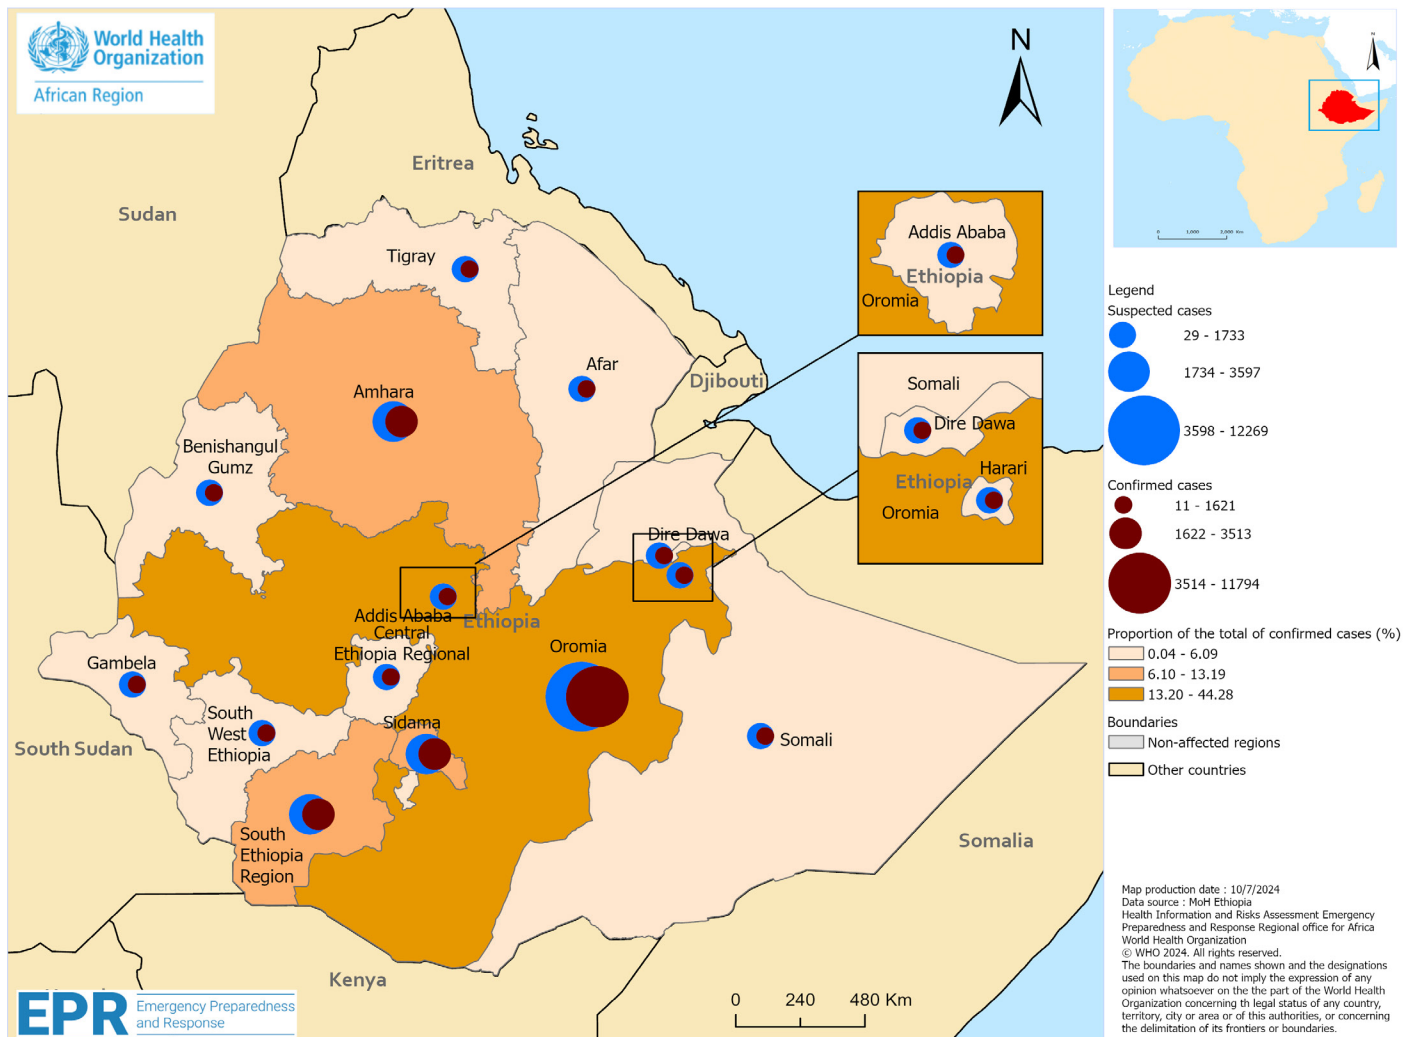 World Health
Organization
African Region
N
Eritrea
Sudan
Tigray
Afar
Djibouti
Amhara
Benishangul
Gumz
Dire Dawa
Addis Ababa
Ethiopia
Central
Ethiopia Regional
Oromia
Gambela
South
West
Ethiopia
Sidama
South Sudan
Somali
South
Ethiopia
Region
Somalia
Kenya
0 240 480 Km
EPR
Emergency Preparedness
and Response
Addis Ababa
Ethiopia
Oromia
Somali
Dire Dawa
Harari
Ethiopia
Oromia
N
0 1,000 2,000 Km
Legend
Suspected cases
29 - 1733
1734 - 3597
3598 - 12269
Confirmed cases
11 - 1621
1622 - 3513
3514 - 11794
Proportion of the total of confirmed cases (%)
0.04 - 6.09
6.10 - 13.19
13.20 - 44.28
Boundaries
Non-affected regions
Other countries
Map production date : 10/7/2024
Data source : MoH Ethiopia
Health Information and Risks Assessment Emergency
Preparedness and Response Regional office for Africa
World Health Organization
© WHO 2024. All rights reserved.
The boundaries and names shown and the designations
used on this map do not imply the expression of any
opinion whatsoever on the the part of the World Health
Organization concerning th legal status of any country,
territory, city or area or of this authorities, or concerning
the delimitation of its frontiers or boundaries.